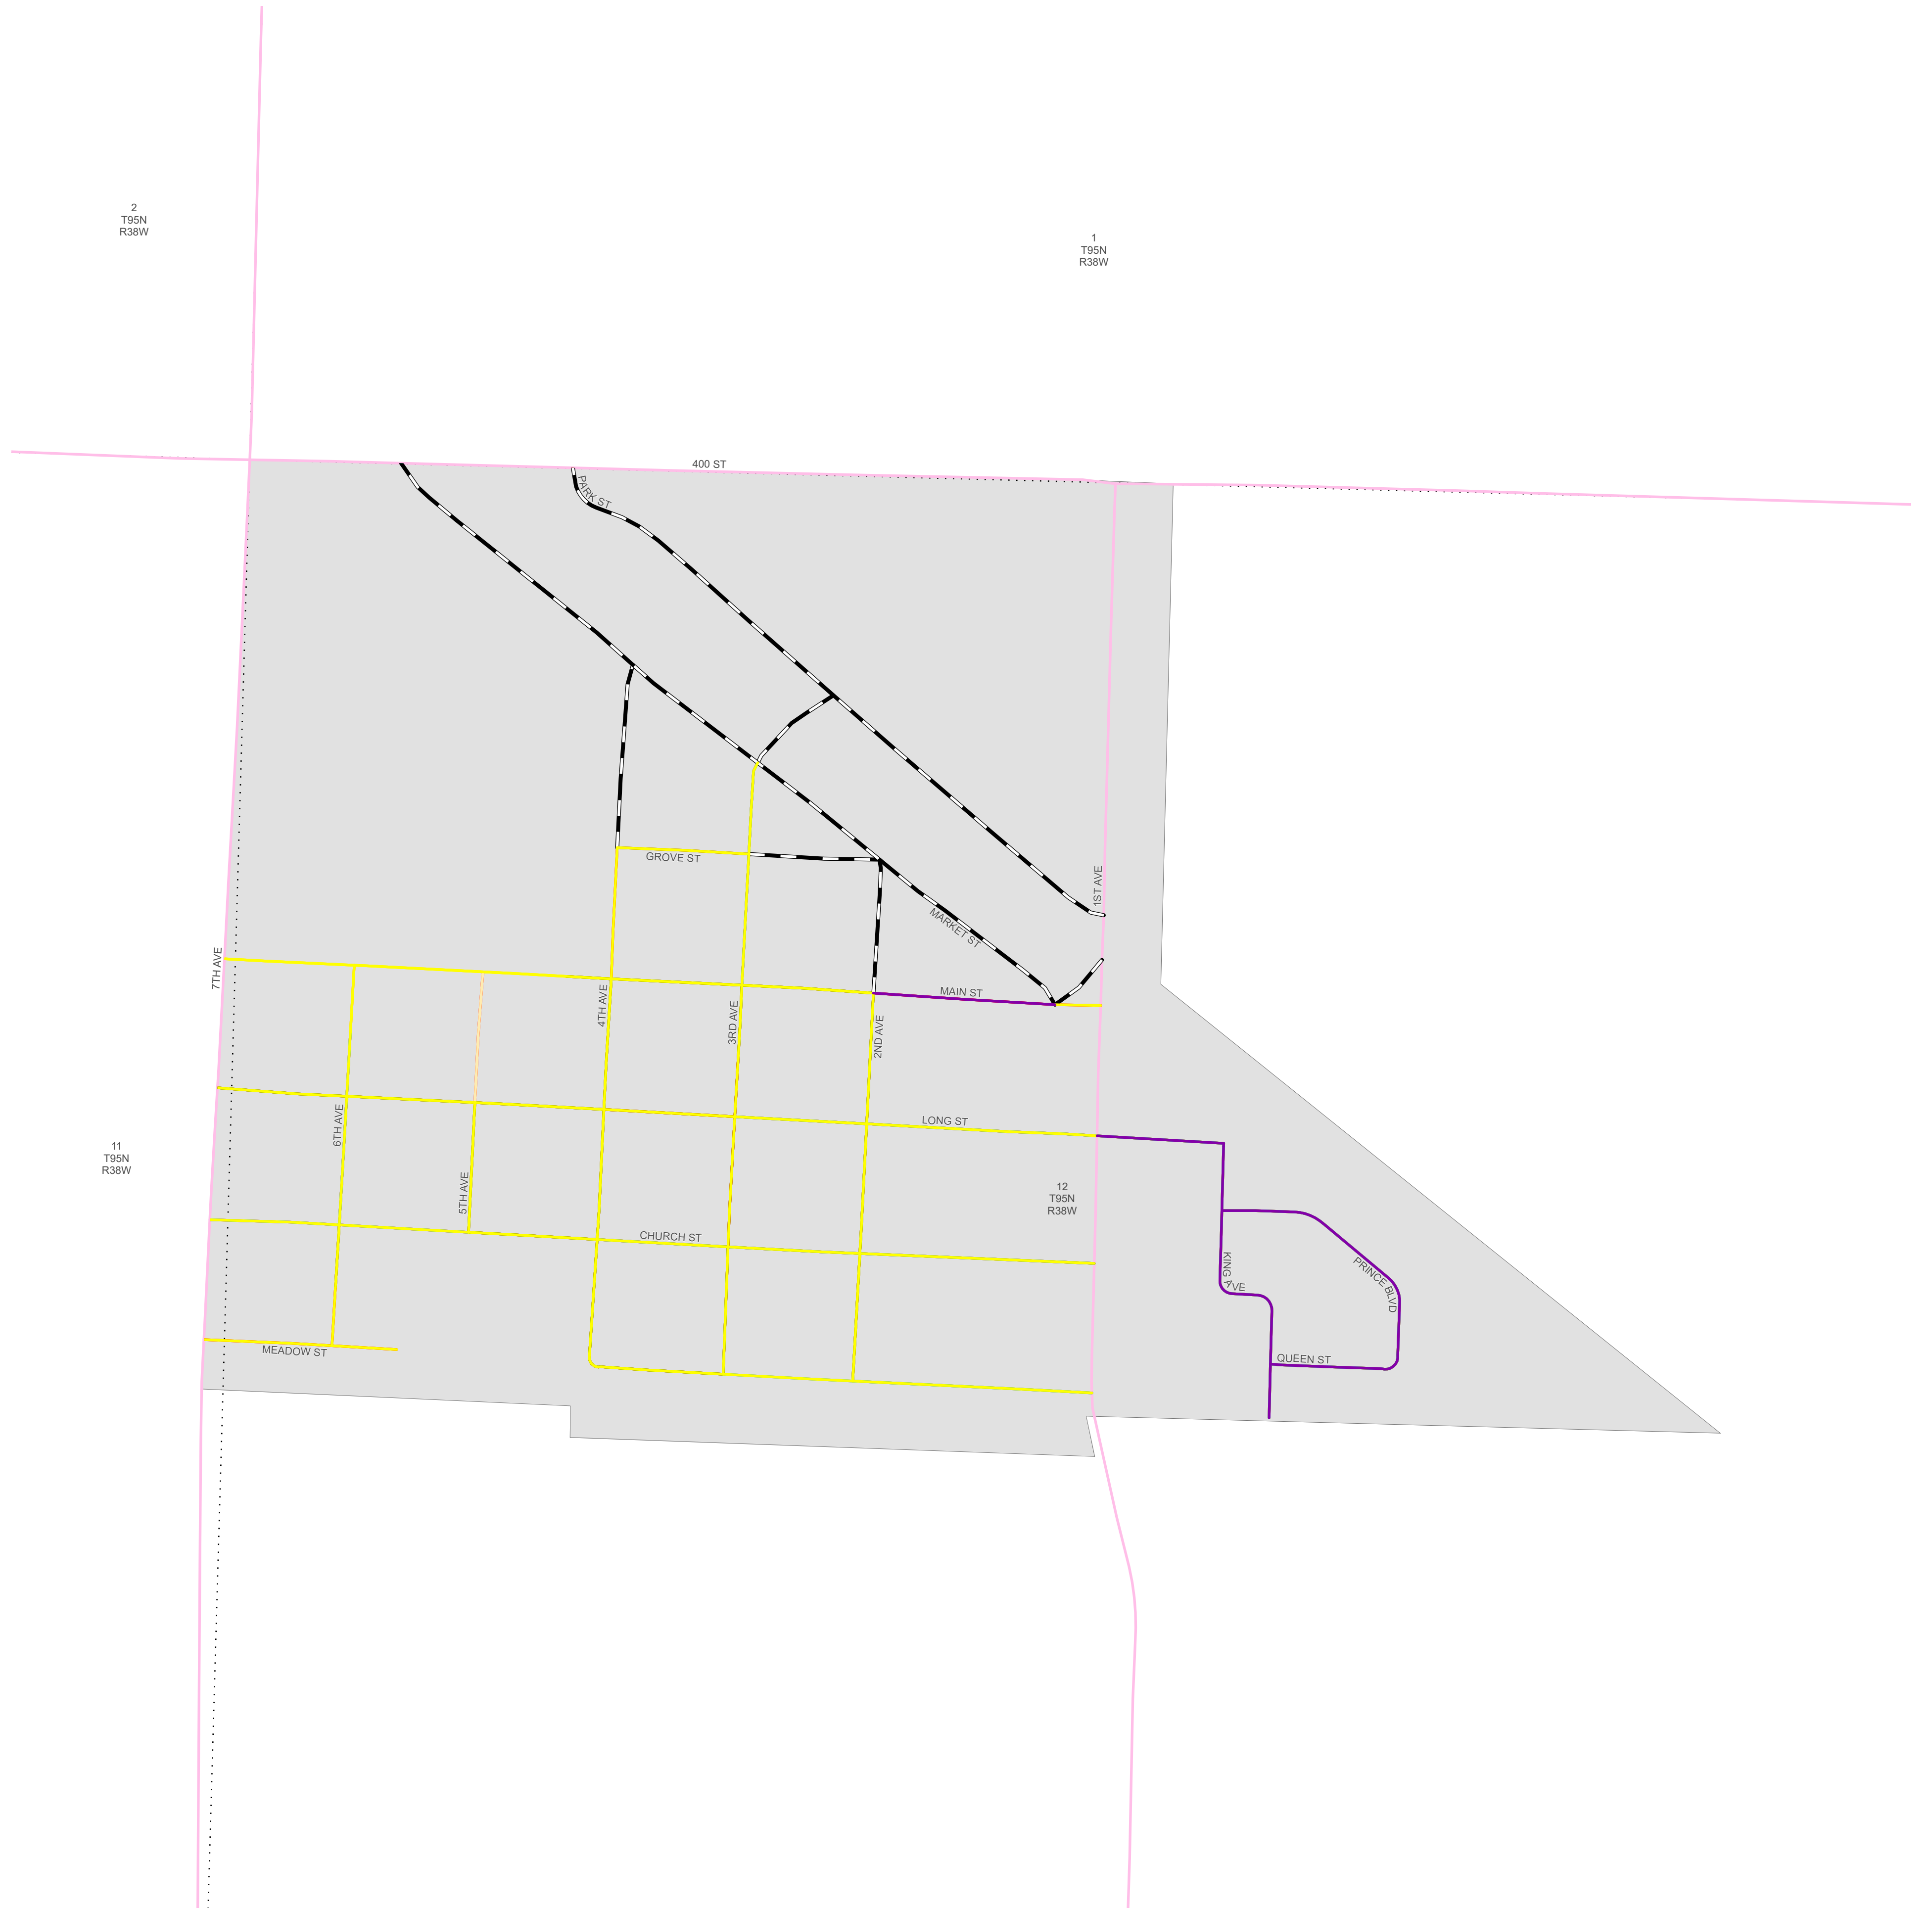 2
T95N
R38W
1
T95N
R38W
400 ST
PARK ST
GROVE ST
1ST AVE
MARKET ST
7TH AVE
4TH AVE
3RD AVE
MAIN ST
2ND AVE
6TH AVE
LONG ST
11
T95N
R38W
5TH AVE
12
T95N
R38W
CHURCH ST
KING AVE
PRINCE BLVD
MEADOW ST
QUEEN ST